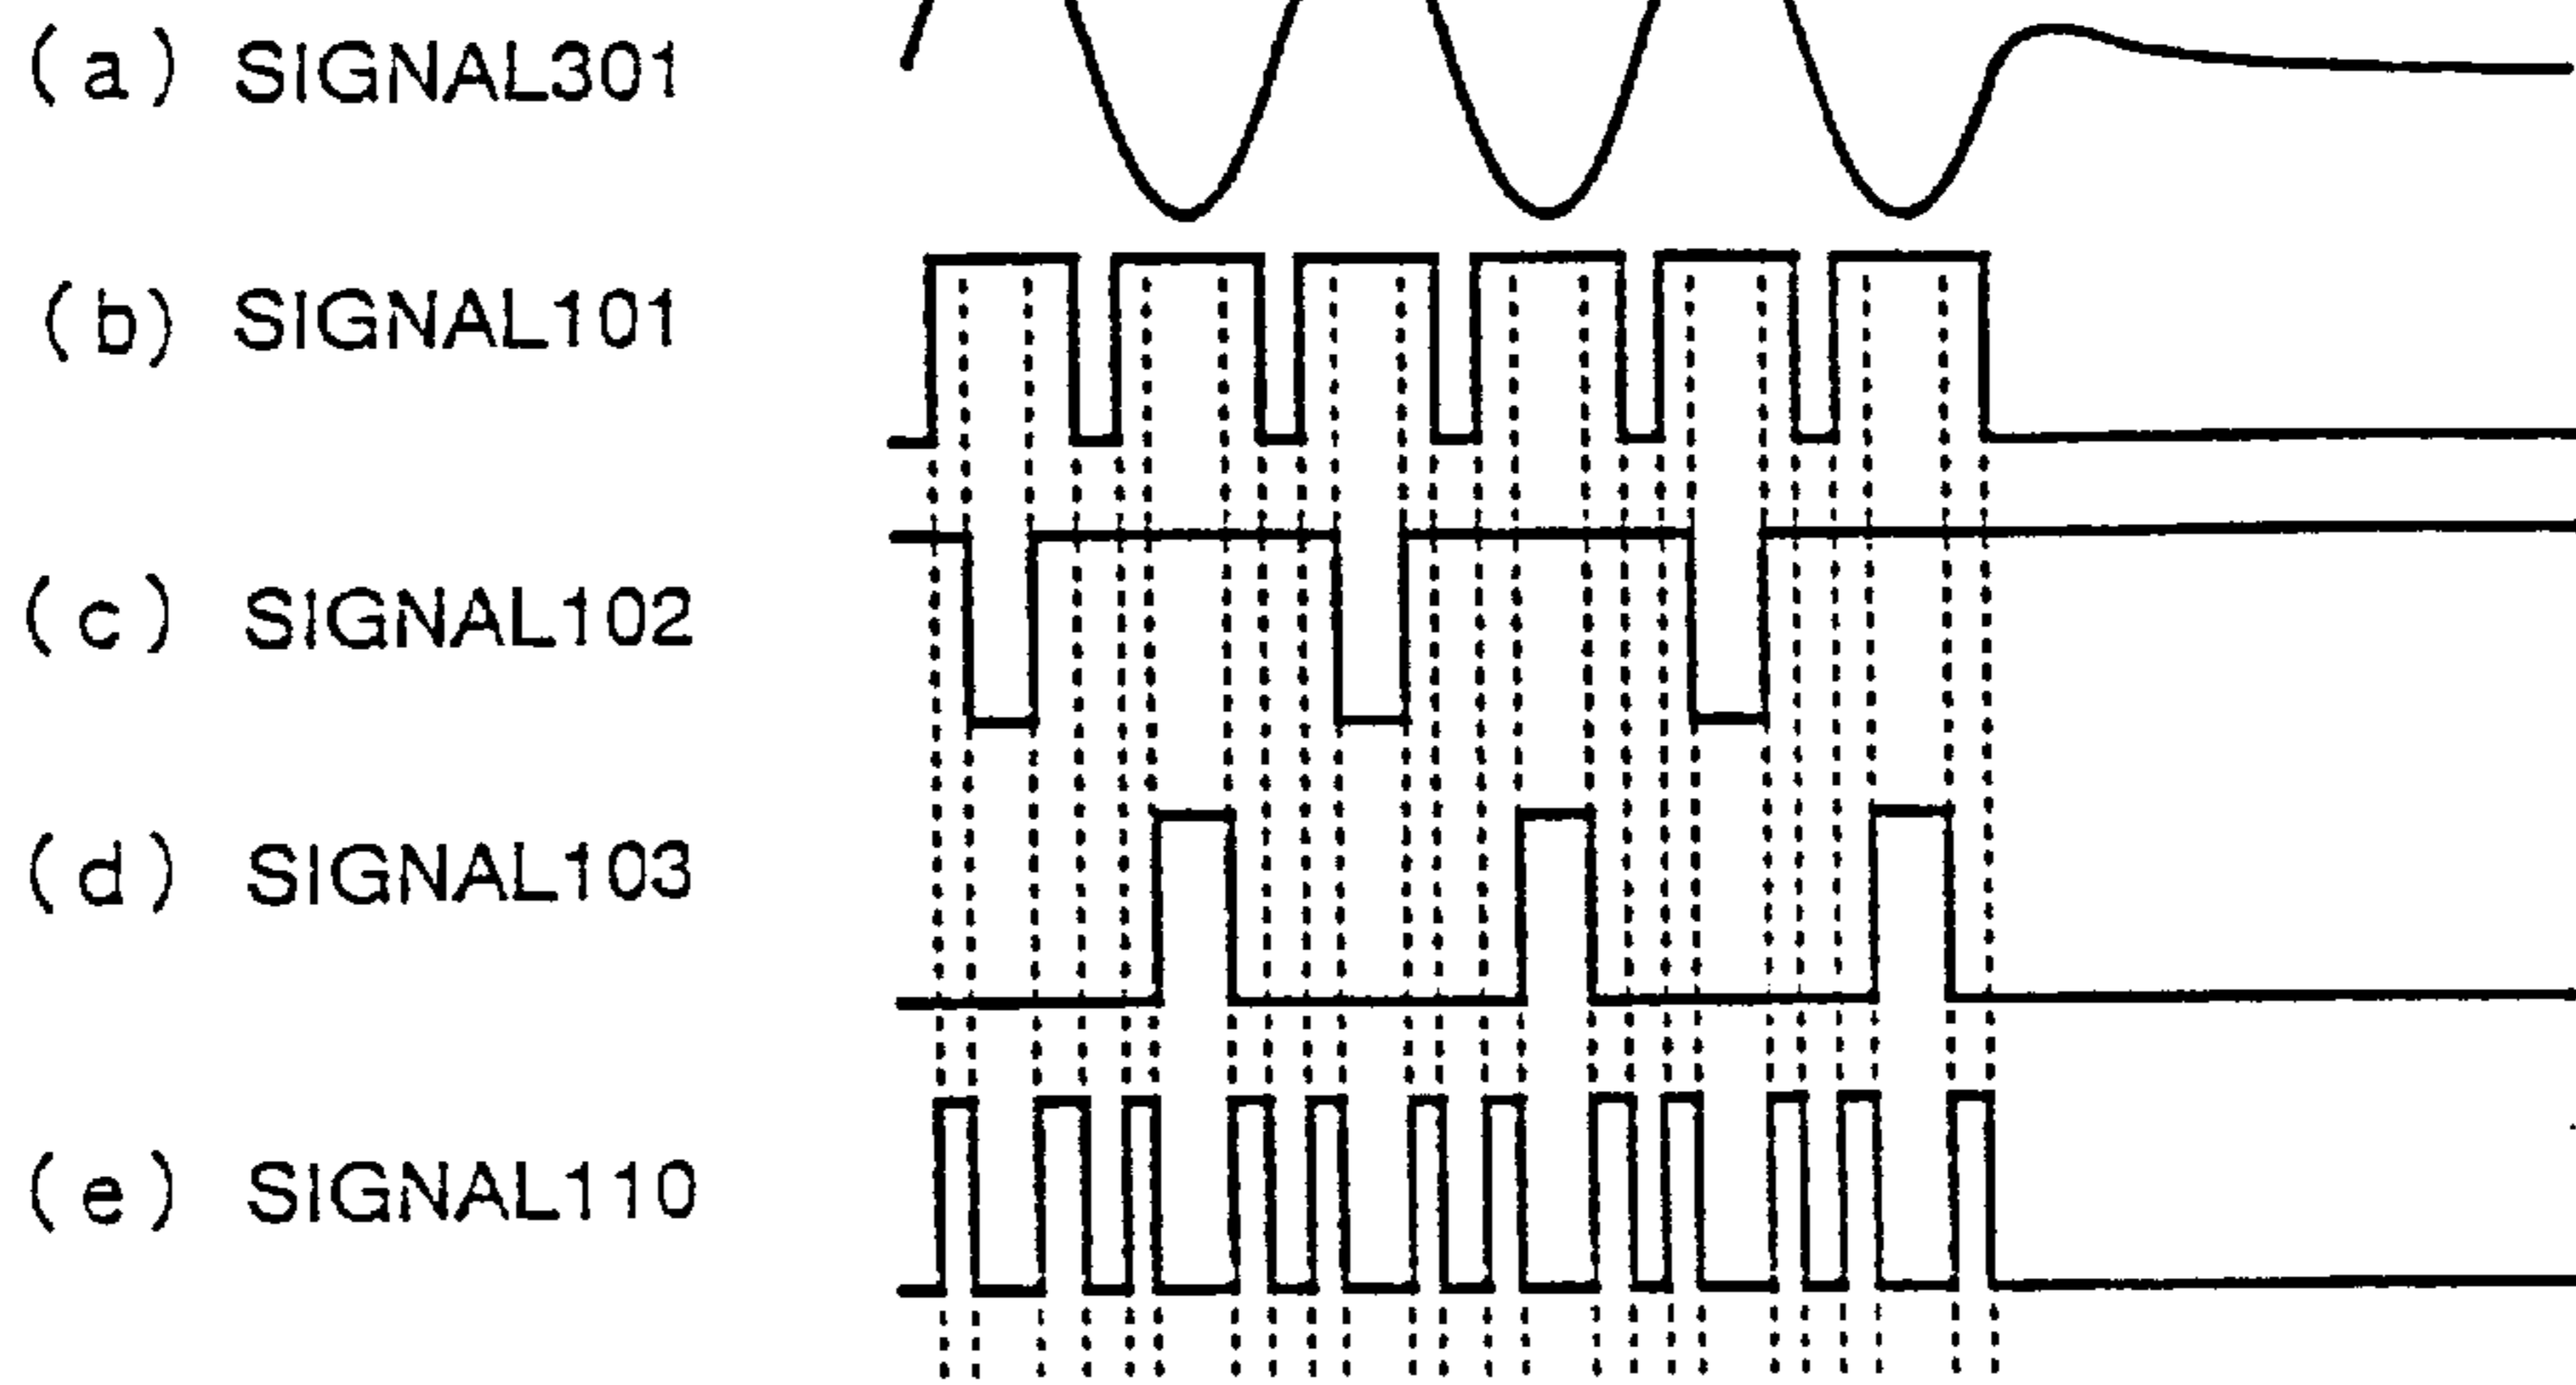 (a) SIGNAL301
(b) SIGNAL101
(c) SIGNAL102
(d) SIGNAL103
(e) SIGNAL110